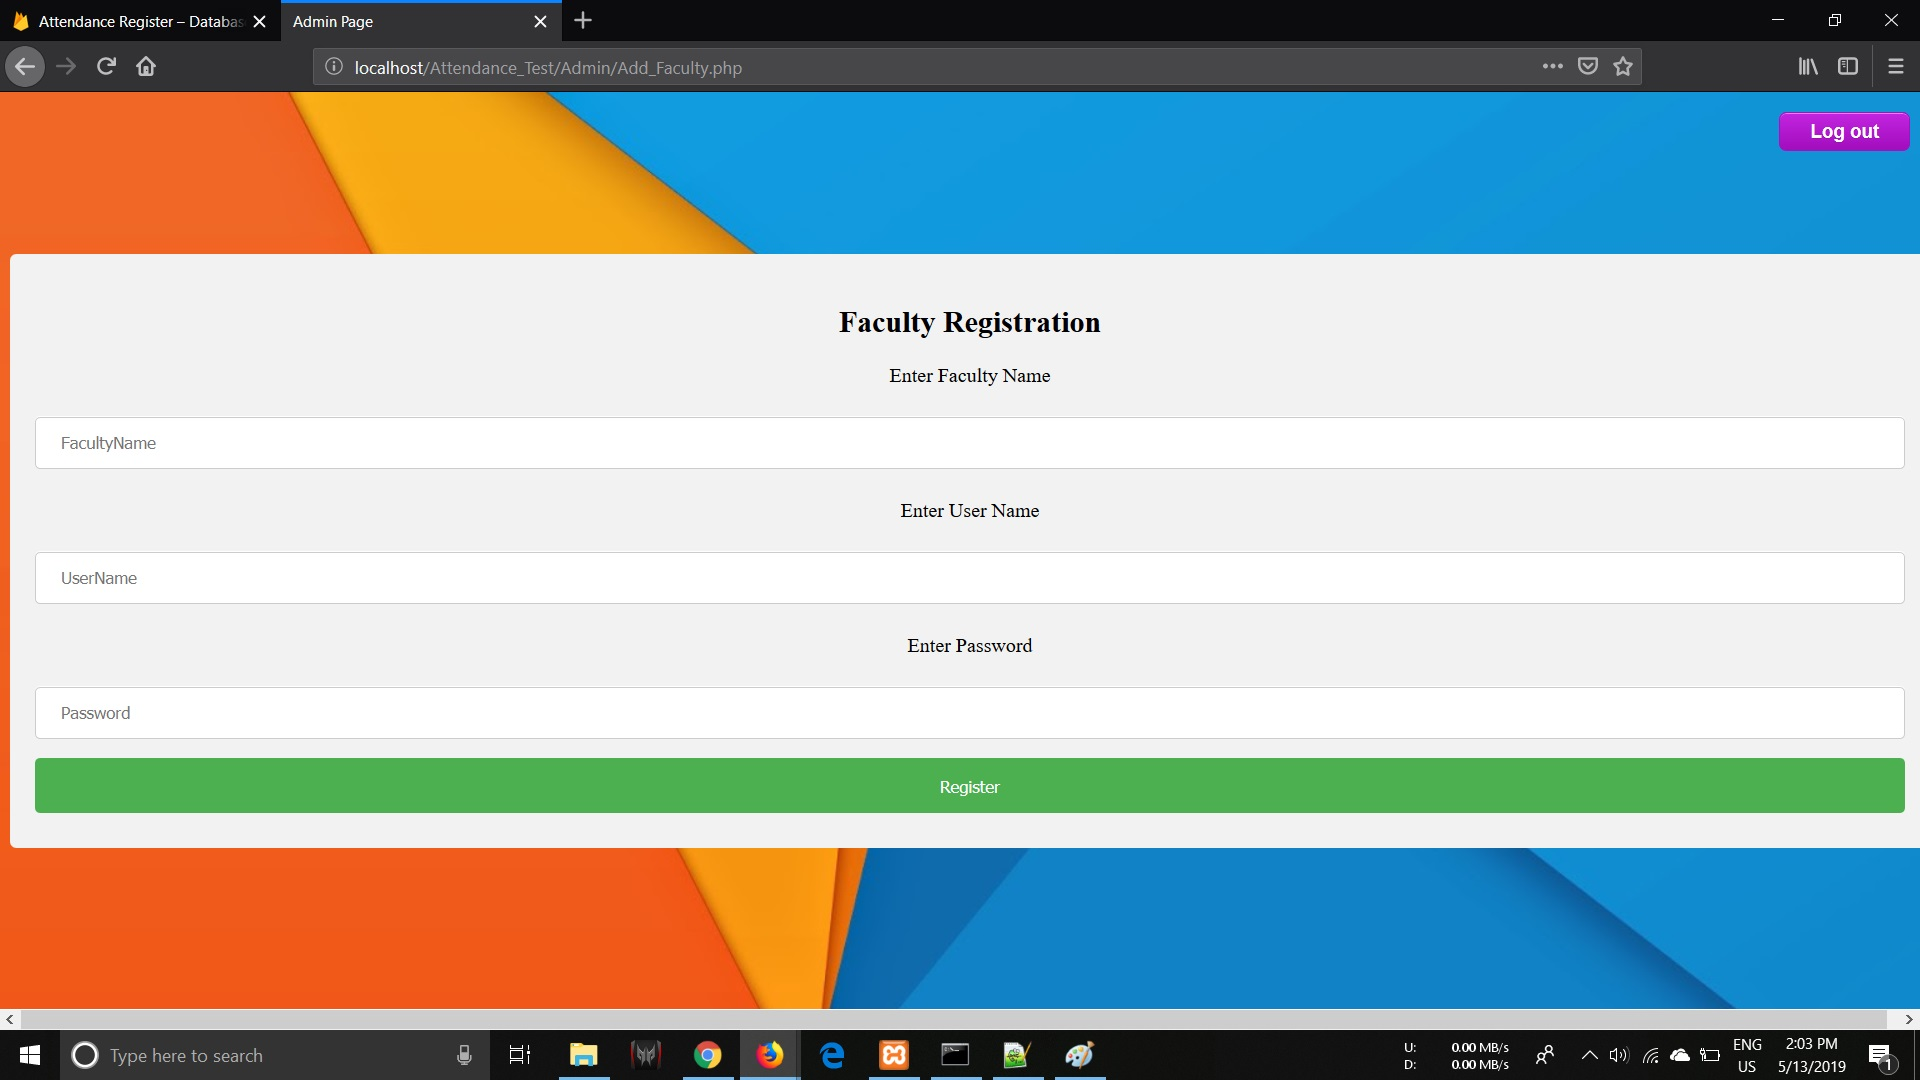 Attendance Register – Databas
Admin Page
localhost/Attendance_Test/Admin/Add_Faculty.php
Log out
Faculty Registration
Enter Faculty Name
FacultyName
Enter User Name
UserName
Enter Password
Password
Register
Type here to search
U: 0.00 MB/s
D: 0.00 MB/s
ENG
US
2:03 PM
5/13/2019
1